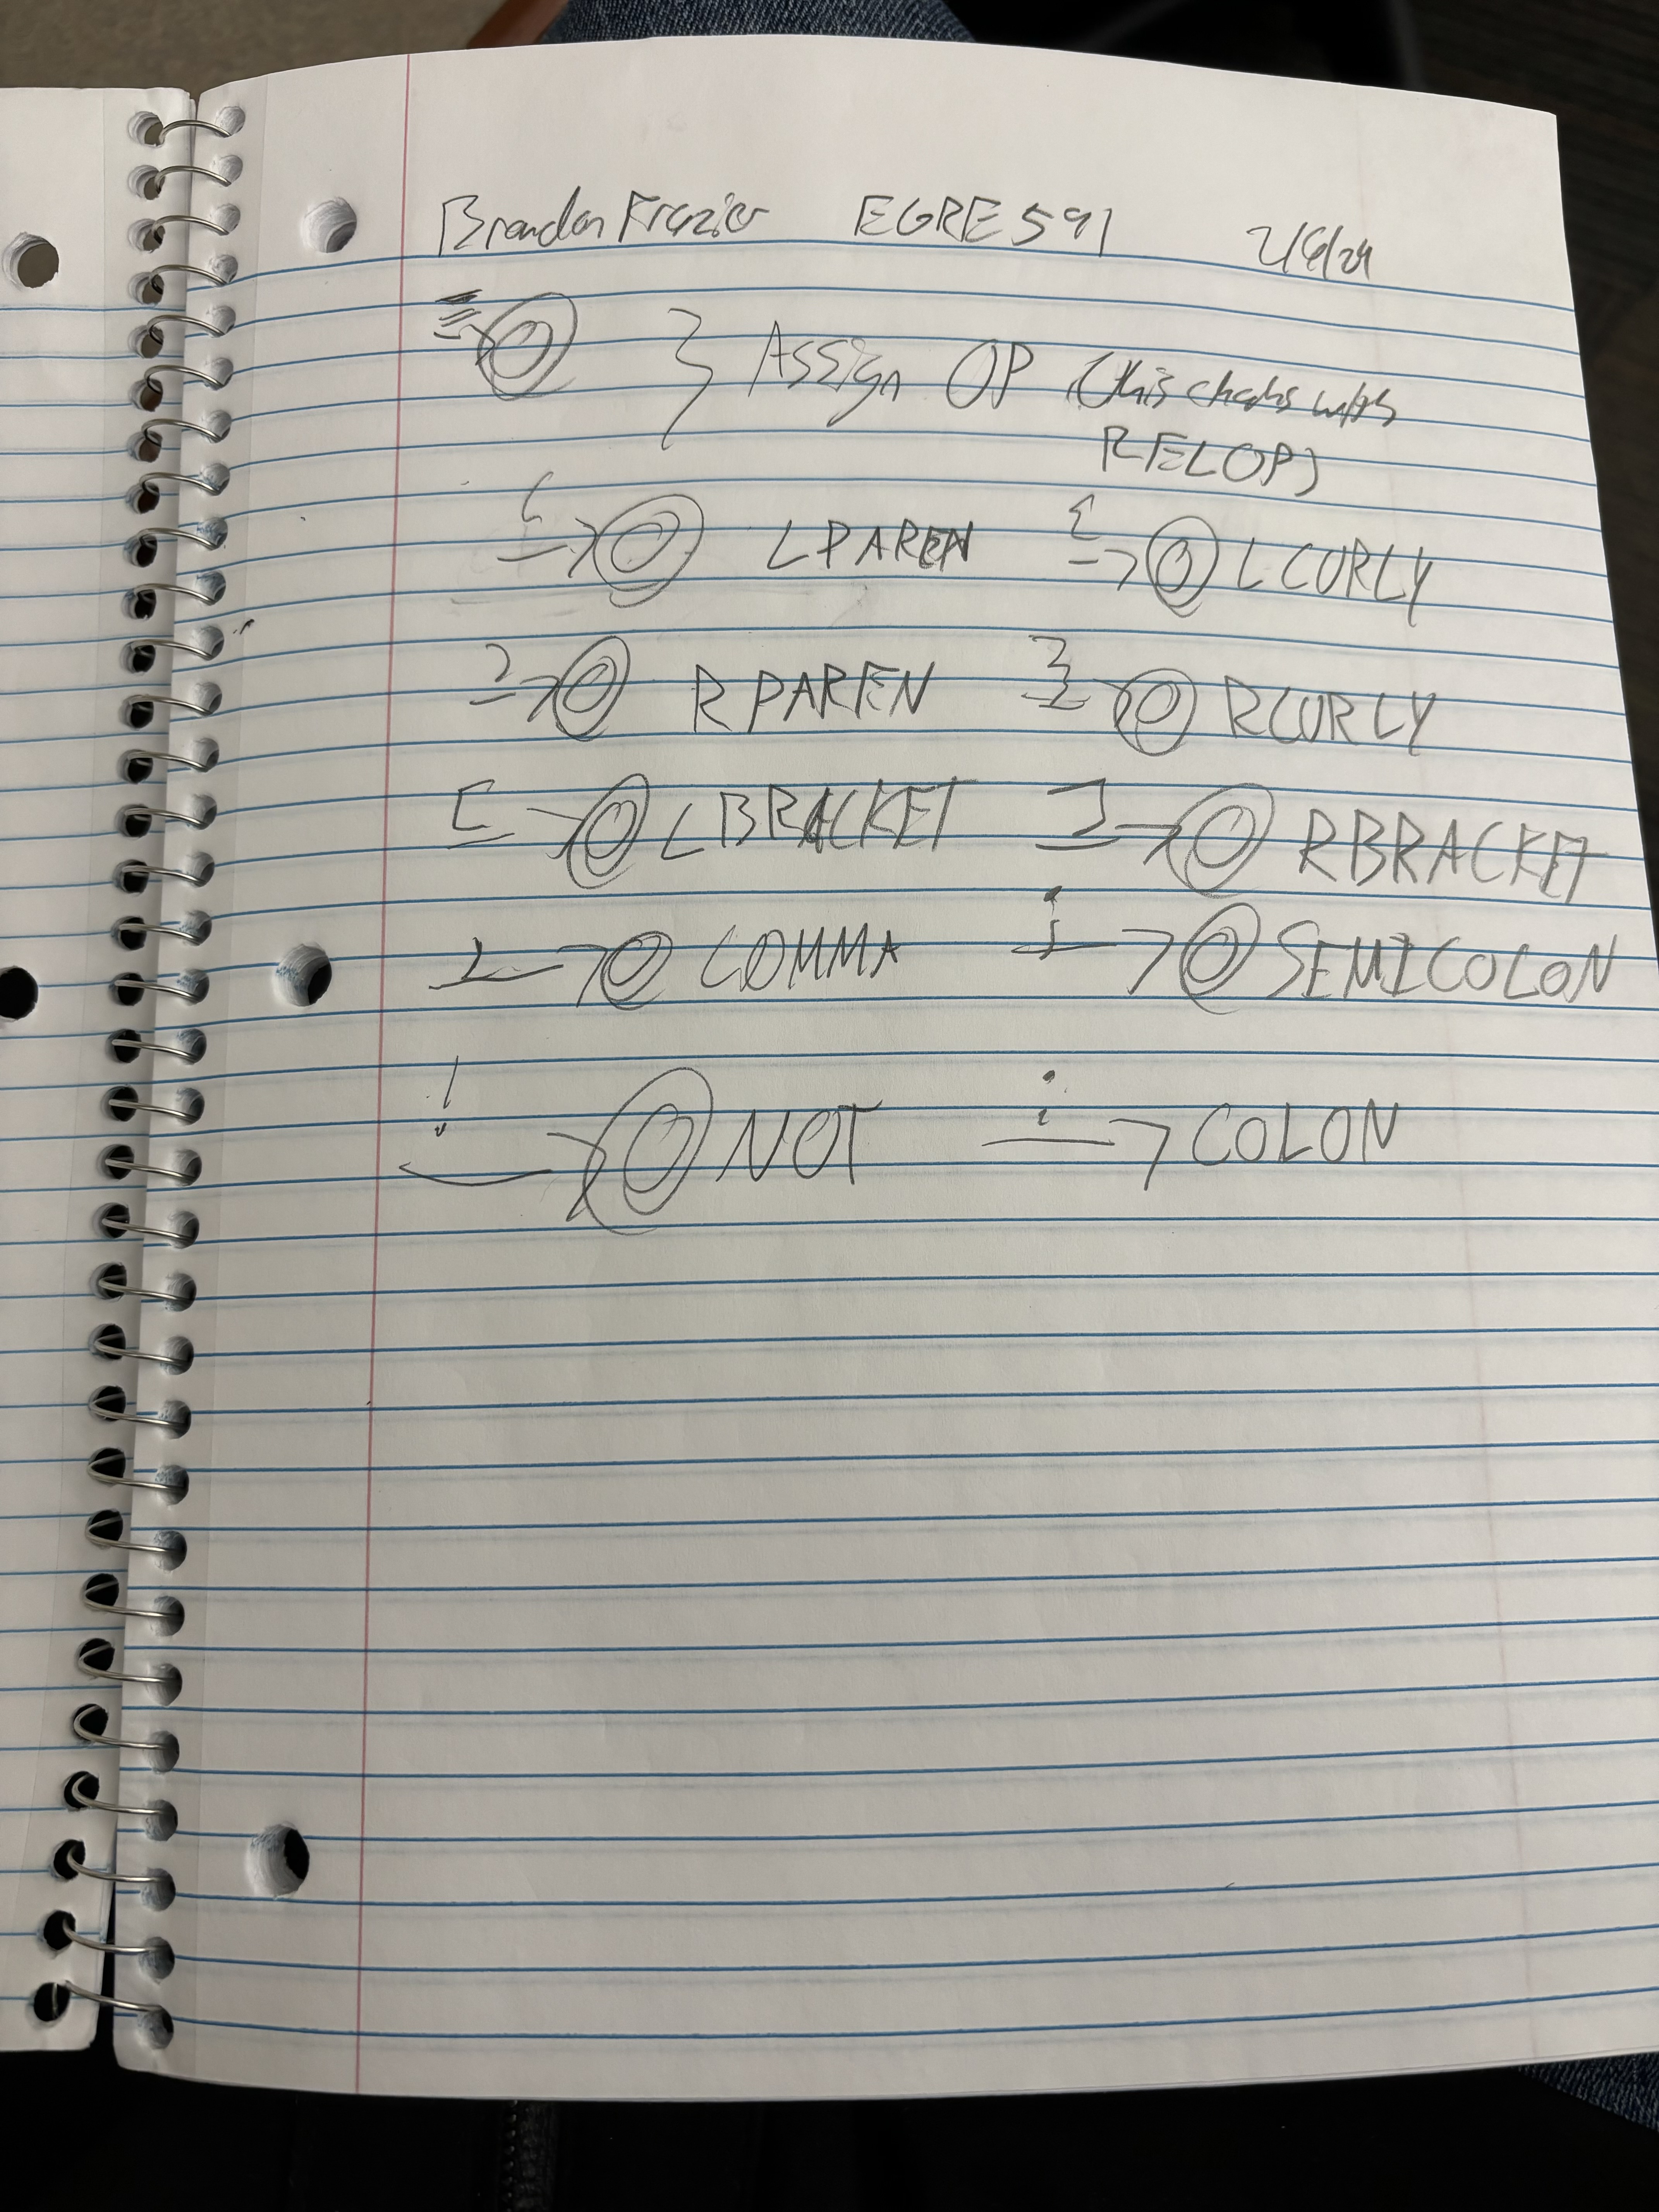 Brandon Frazier EGRE 591 2/6/24
= } Assign OP (this checks with
RELOP)
( LPAREN { LCURLY
) RPAREN } RCURLY
[ LBRACKET ] RBRACKET
, COMMA ; SEMICOLON
! NOT : COLON